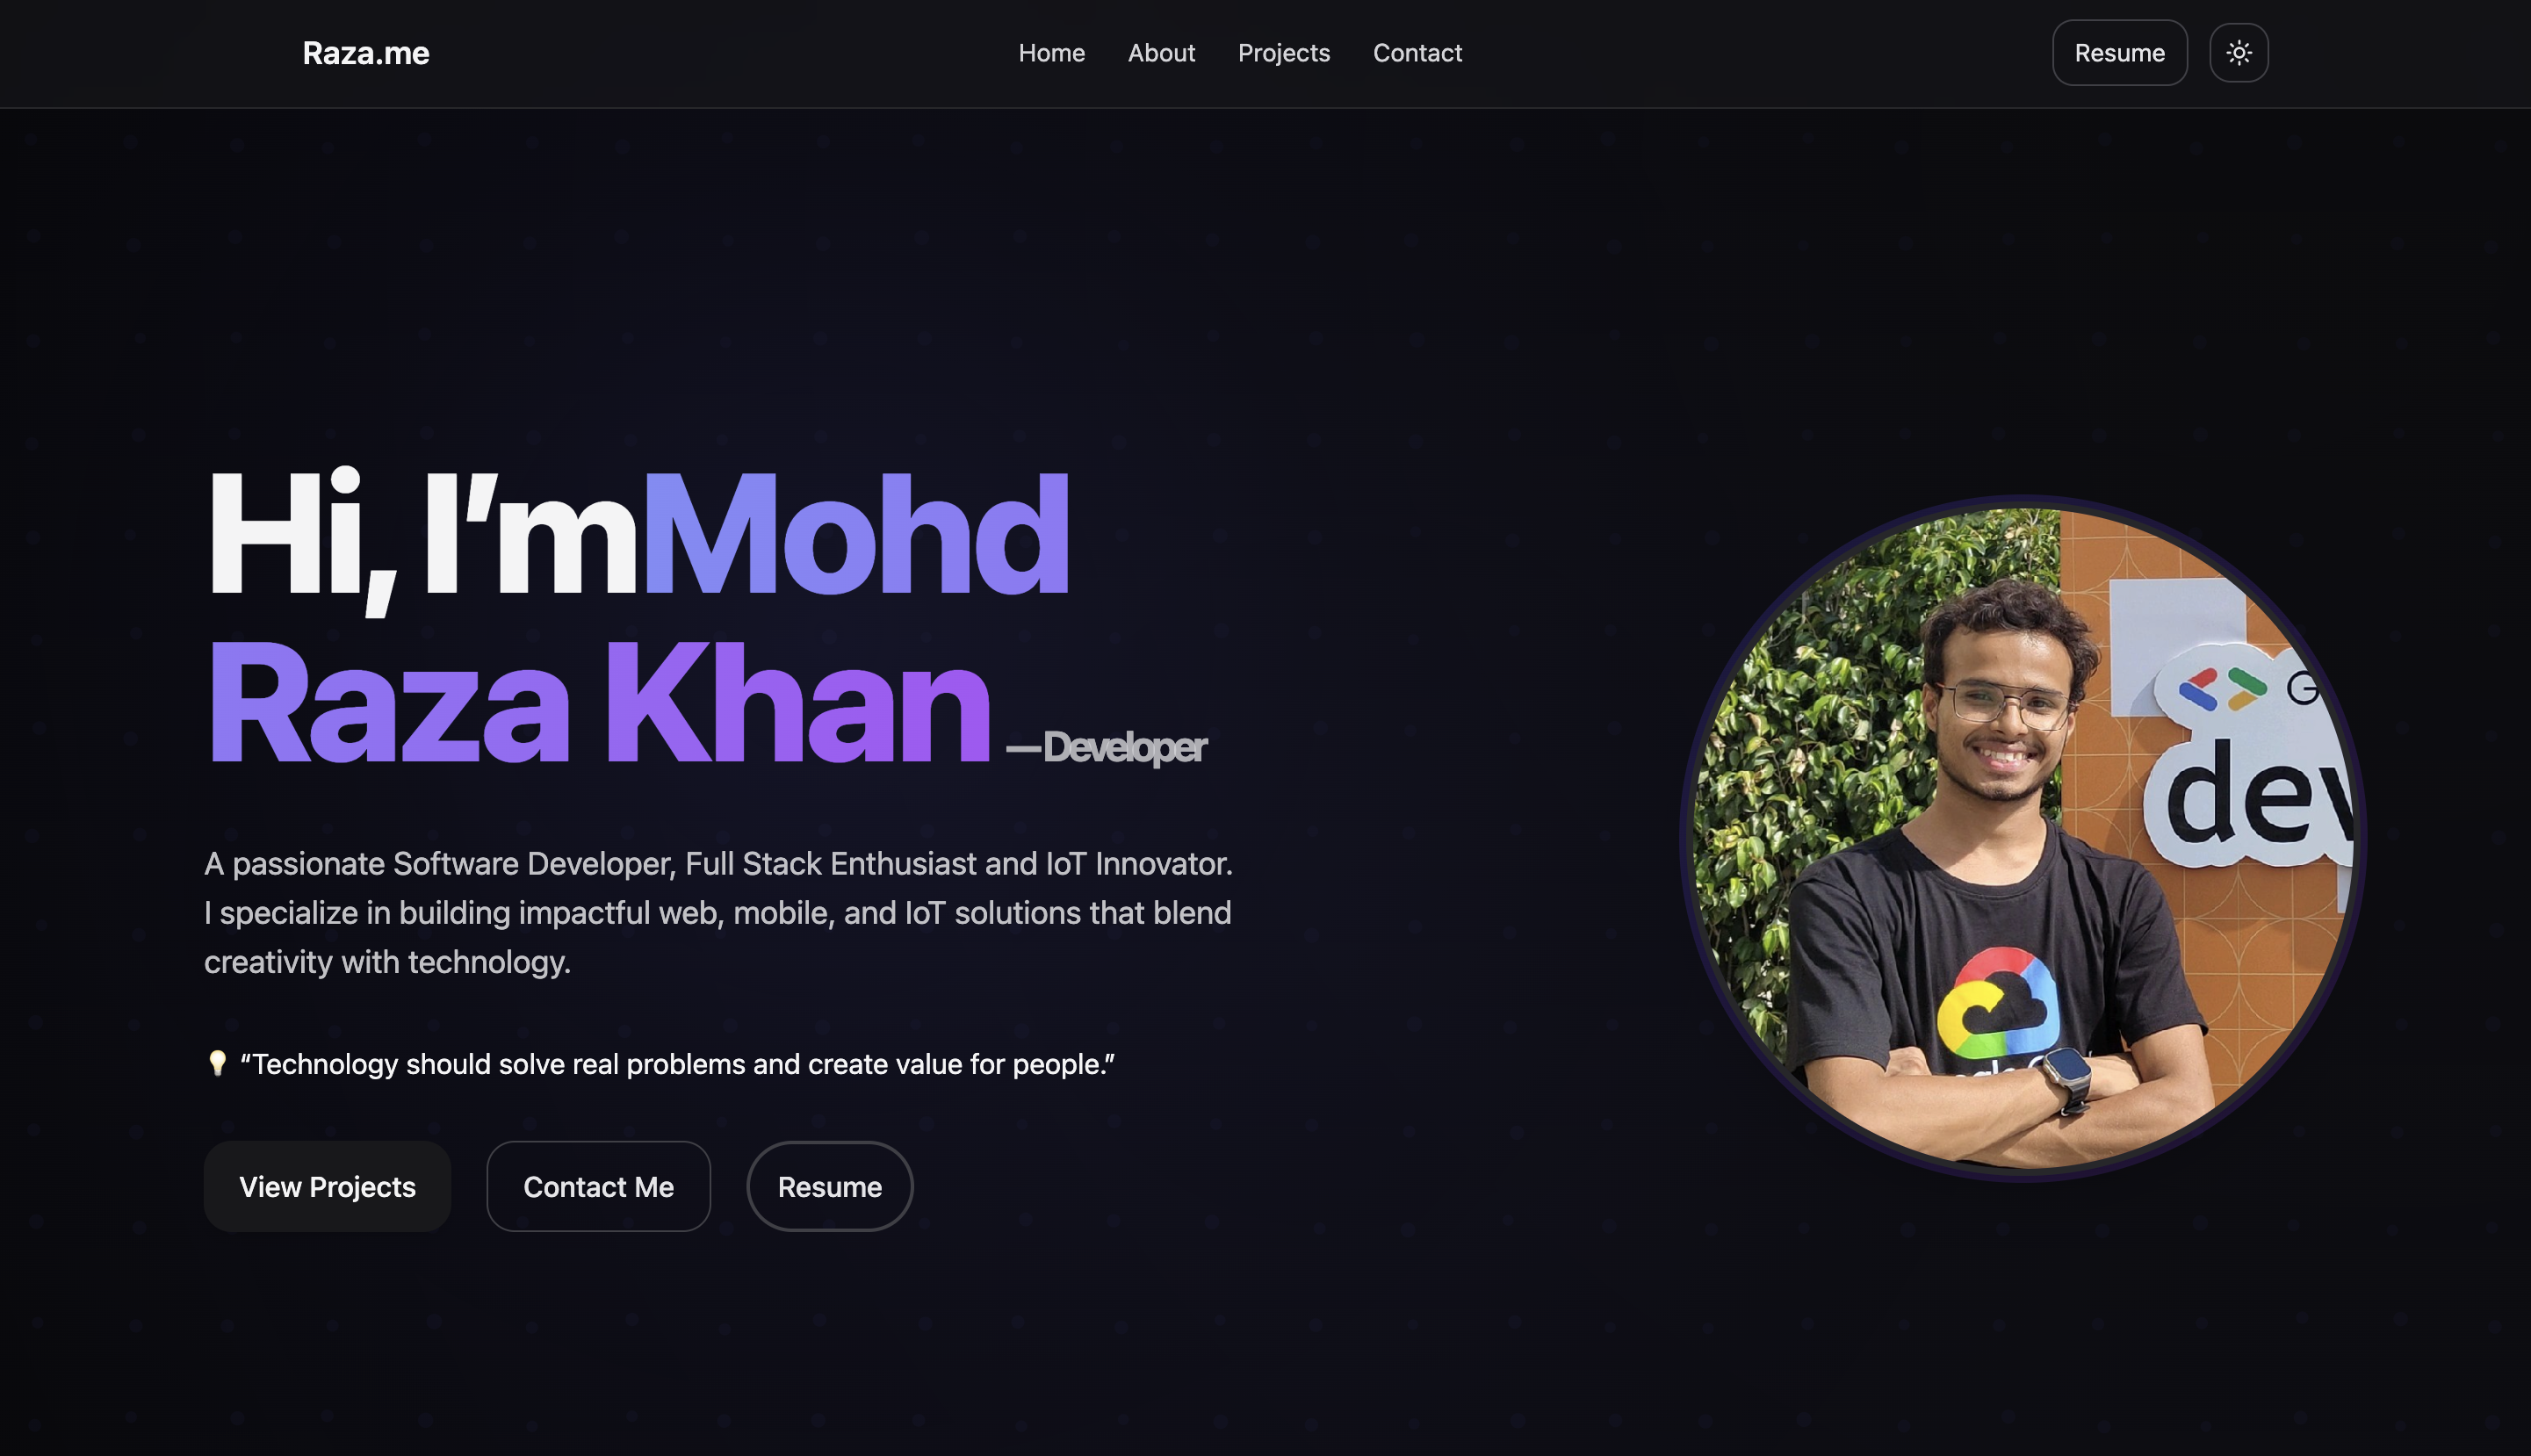 Raza.me
Home About Projects Contact
Resume
Hi, I’mMohd
Raza Khan — Developer
A passionate Software Developer, Full Stack Enthusiast and IoT Innovator.
I specialize in building impactful web, mobile, and IoT solutions that blend
creativity with technology.
💡 “Technology should solve real problems and create value for people.”
View Projects Contact Me Resume
G
dev